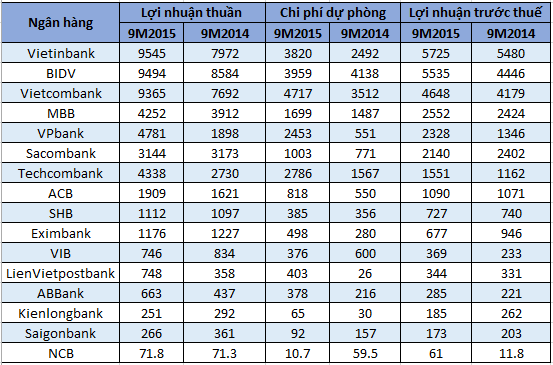 Ngân hàng Lợi nhuận thuần Chi phí dự phòng Lợi nhuận trước thuế
9M2015 9M2014 9M2015 9M2014 9M2015 9M2014
Vietinbank 9545 7972 3820 2492 5725 5480
BIDV 9494 8584 3959 4138 5535 4446
Vietcombank 9365 7692 4717 3512 4648 4179
MBB 4252 3912 1699 1487 2552 2424
VPbank 4781 1898 2453 551 2328 1346
Sacombank 3144 3173 1003 771 2140 2402
Techcombank 4338 2730 2786 1567 1551 1162
ACB 1909 1621 818 550 1090 1071
SHB 1112 1097 385 356 727 740
Eximbank 1176 1227 498 280 677 946
VIB 746 834 376 600 369 233
LienVietpostbank 748 358 403 26 344 331
ABBank 663 437 378 216 285 221
Kienlongbank 251 292 65 30 185 262
Saigonbank 266 361 92 157 173 203
NCB 71.8 71.3 10.7 59.5 61 11.8